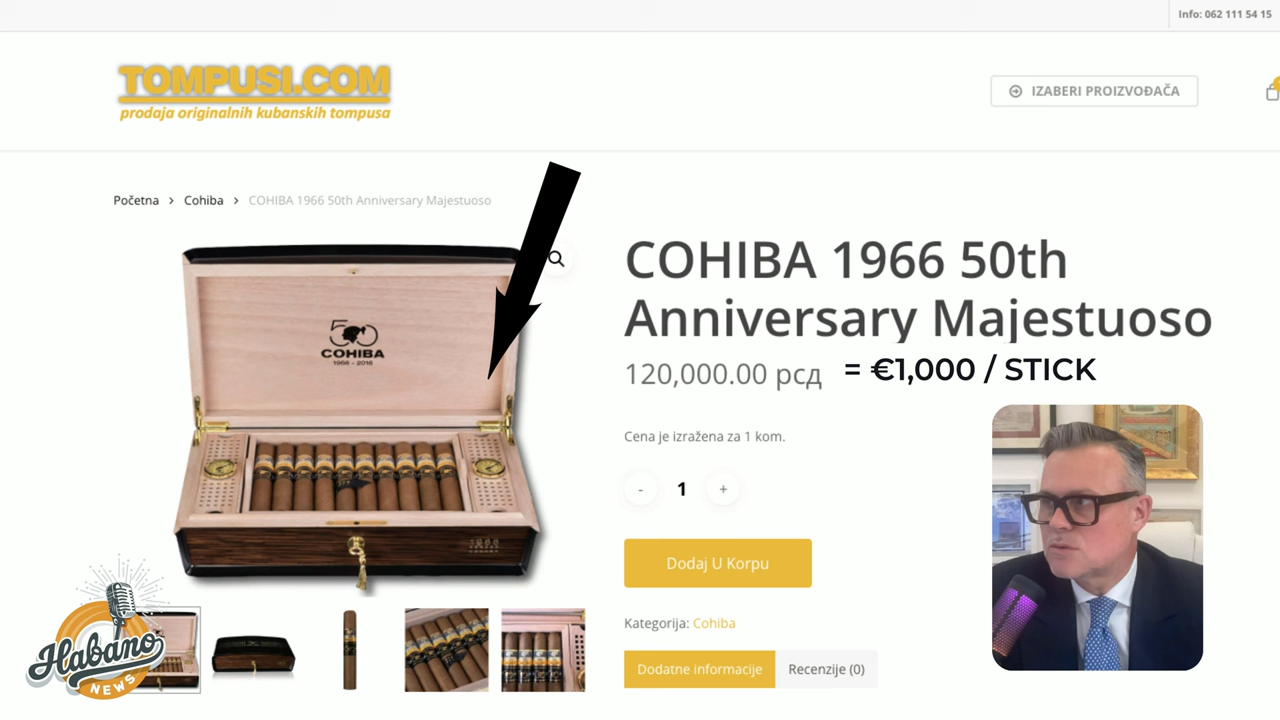 Info: 062 111 54 15
TOMPUSI.COM
prodaja originalnih kubanskih tompusa
IZABERI PROIZVOĐAČA
Početna > Cohiba > COHIBA 1966 50th Anniversary Majestuoso
50
COHIBA
1966 - 2016
COHIBA 1966 50th
Anniversary Majestuoso
120,000.00 рсд
= €1,000 / STICK
Cena je izražena za 1 kom.
- 1 +
Dodaj U Korpu
Kategorija: Cohiba
Dodatne informacije
Recenzije (0)
Habano
NEWS